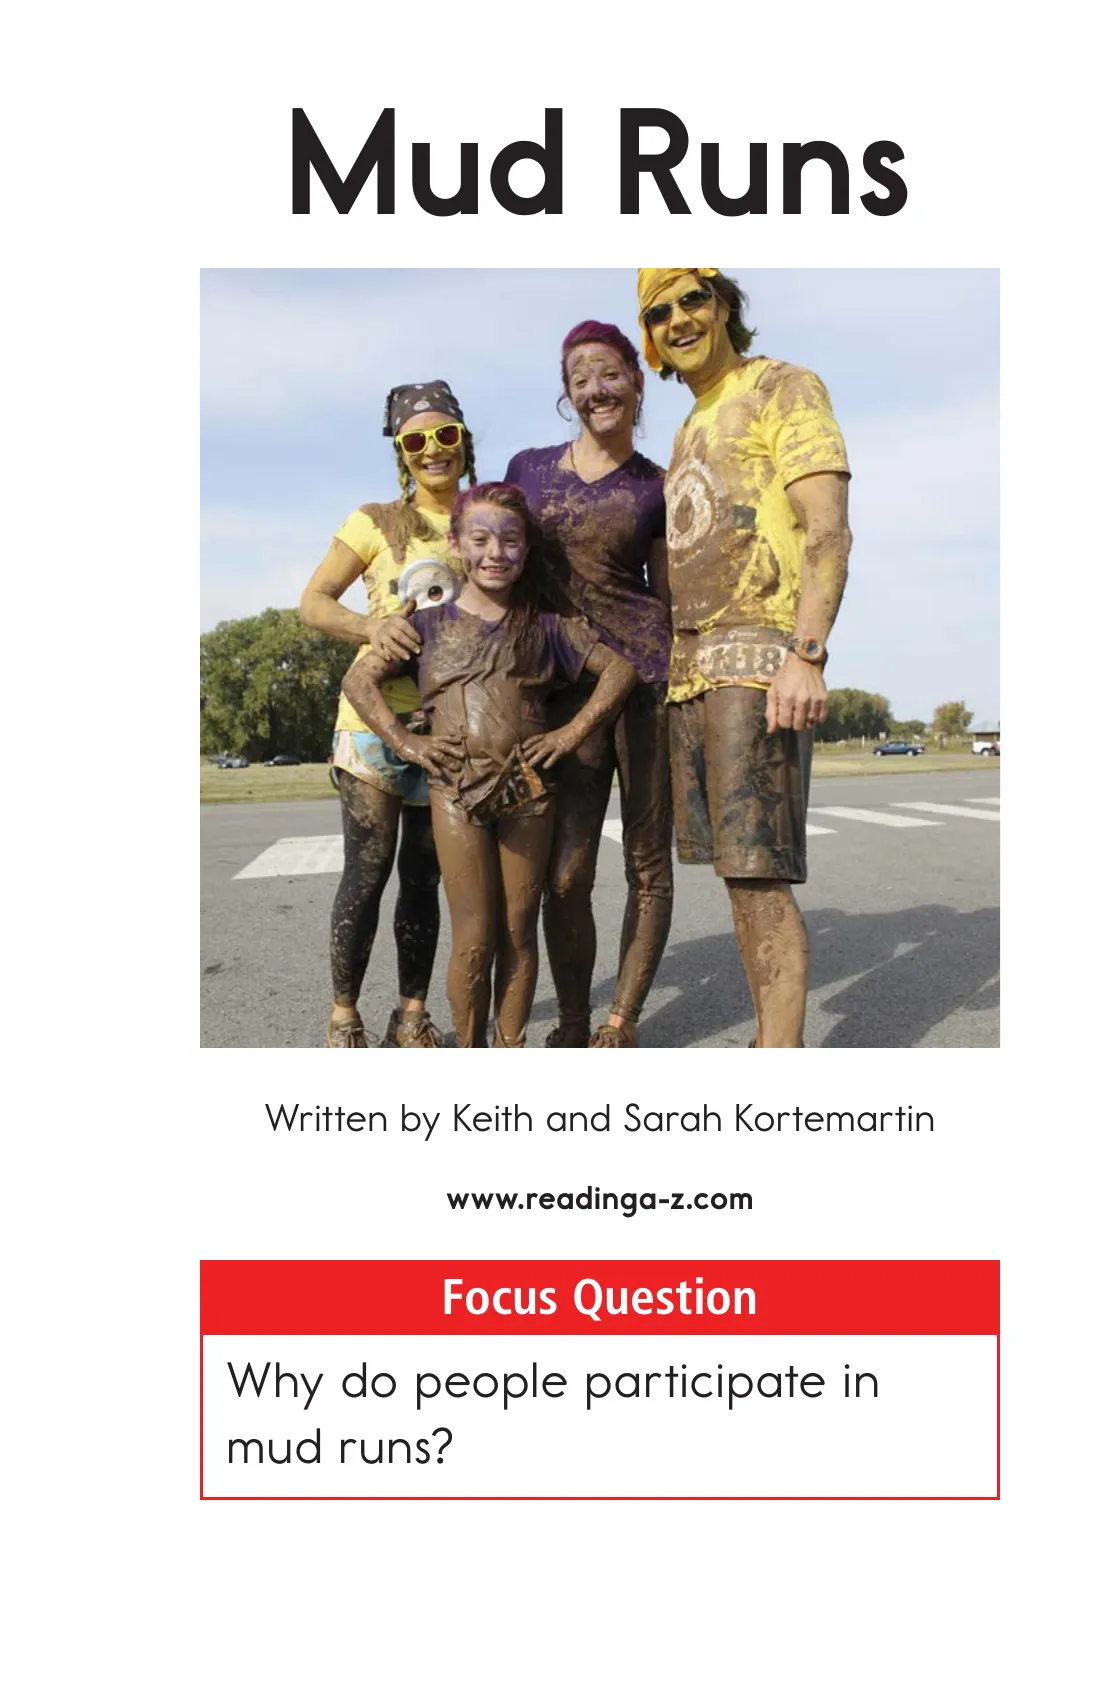 Mud Runs
1118
Written by Keith and Sarah Kortemartin
www.readinga-z.com
Focus Question
Why do people participate in
mud runs?